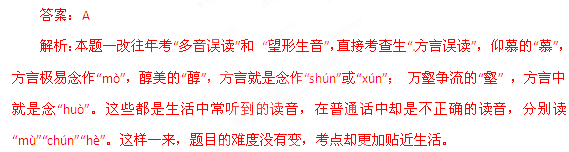 答案：A
解析：本题一改往年考“多音误读”和 “望形生音”，直接考查生“方言误读”，仰慕的“慕”，
方言极易念作“mò”，醇美的“醇”，方言就是念作“shún”或“xún”； 万壑争流的“壑” ，方言中
就是念“huò”。这些都是生活中常听到的读音，在普通话中却是不正确的读音，分别读
“mù”“chún”“hè”。这样一来，题目的难度没有变，考点却更加贴近生活。